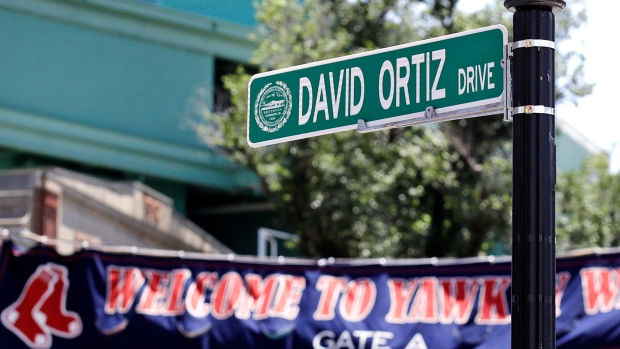 DAVID ORTIZ DRIVE
WELCOME TO YAWKEY W
GATE A